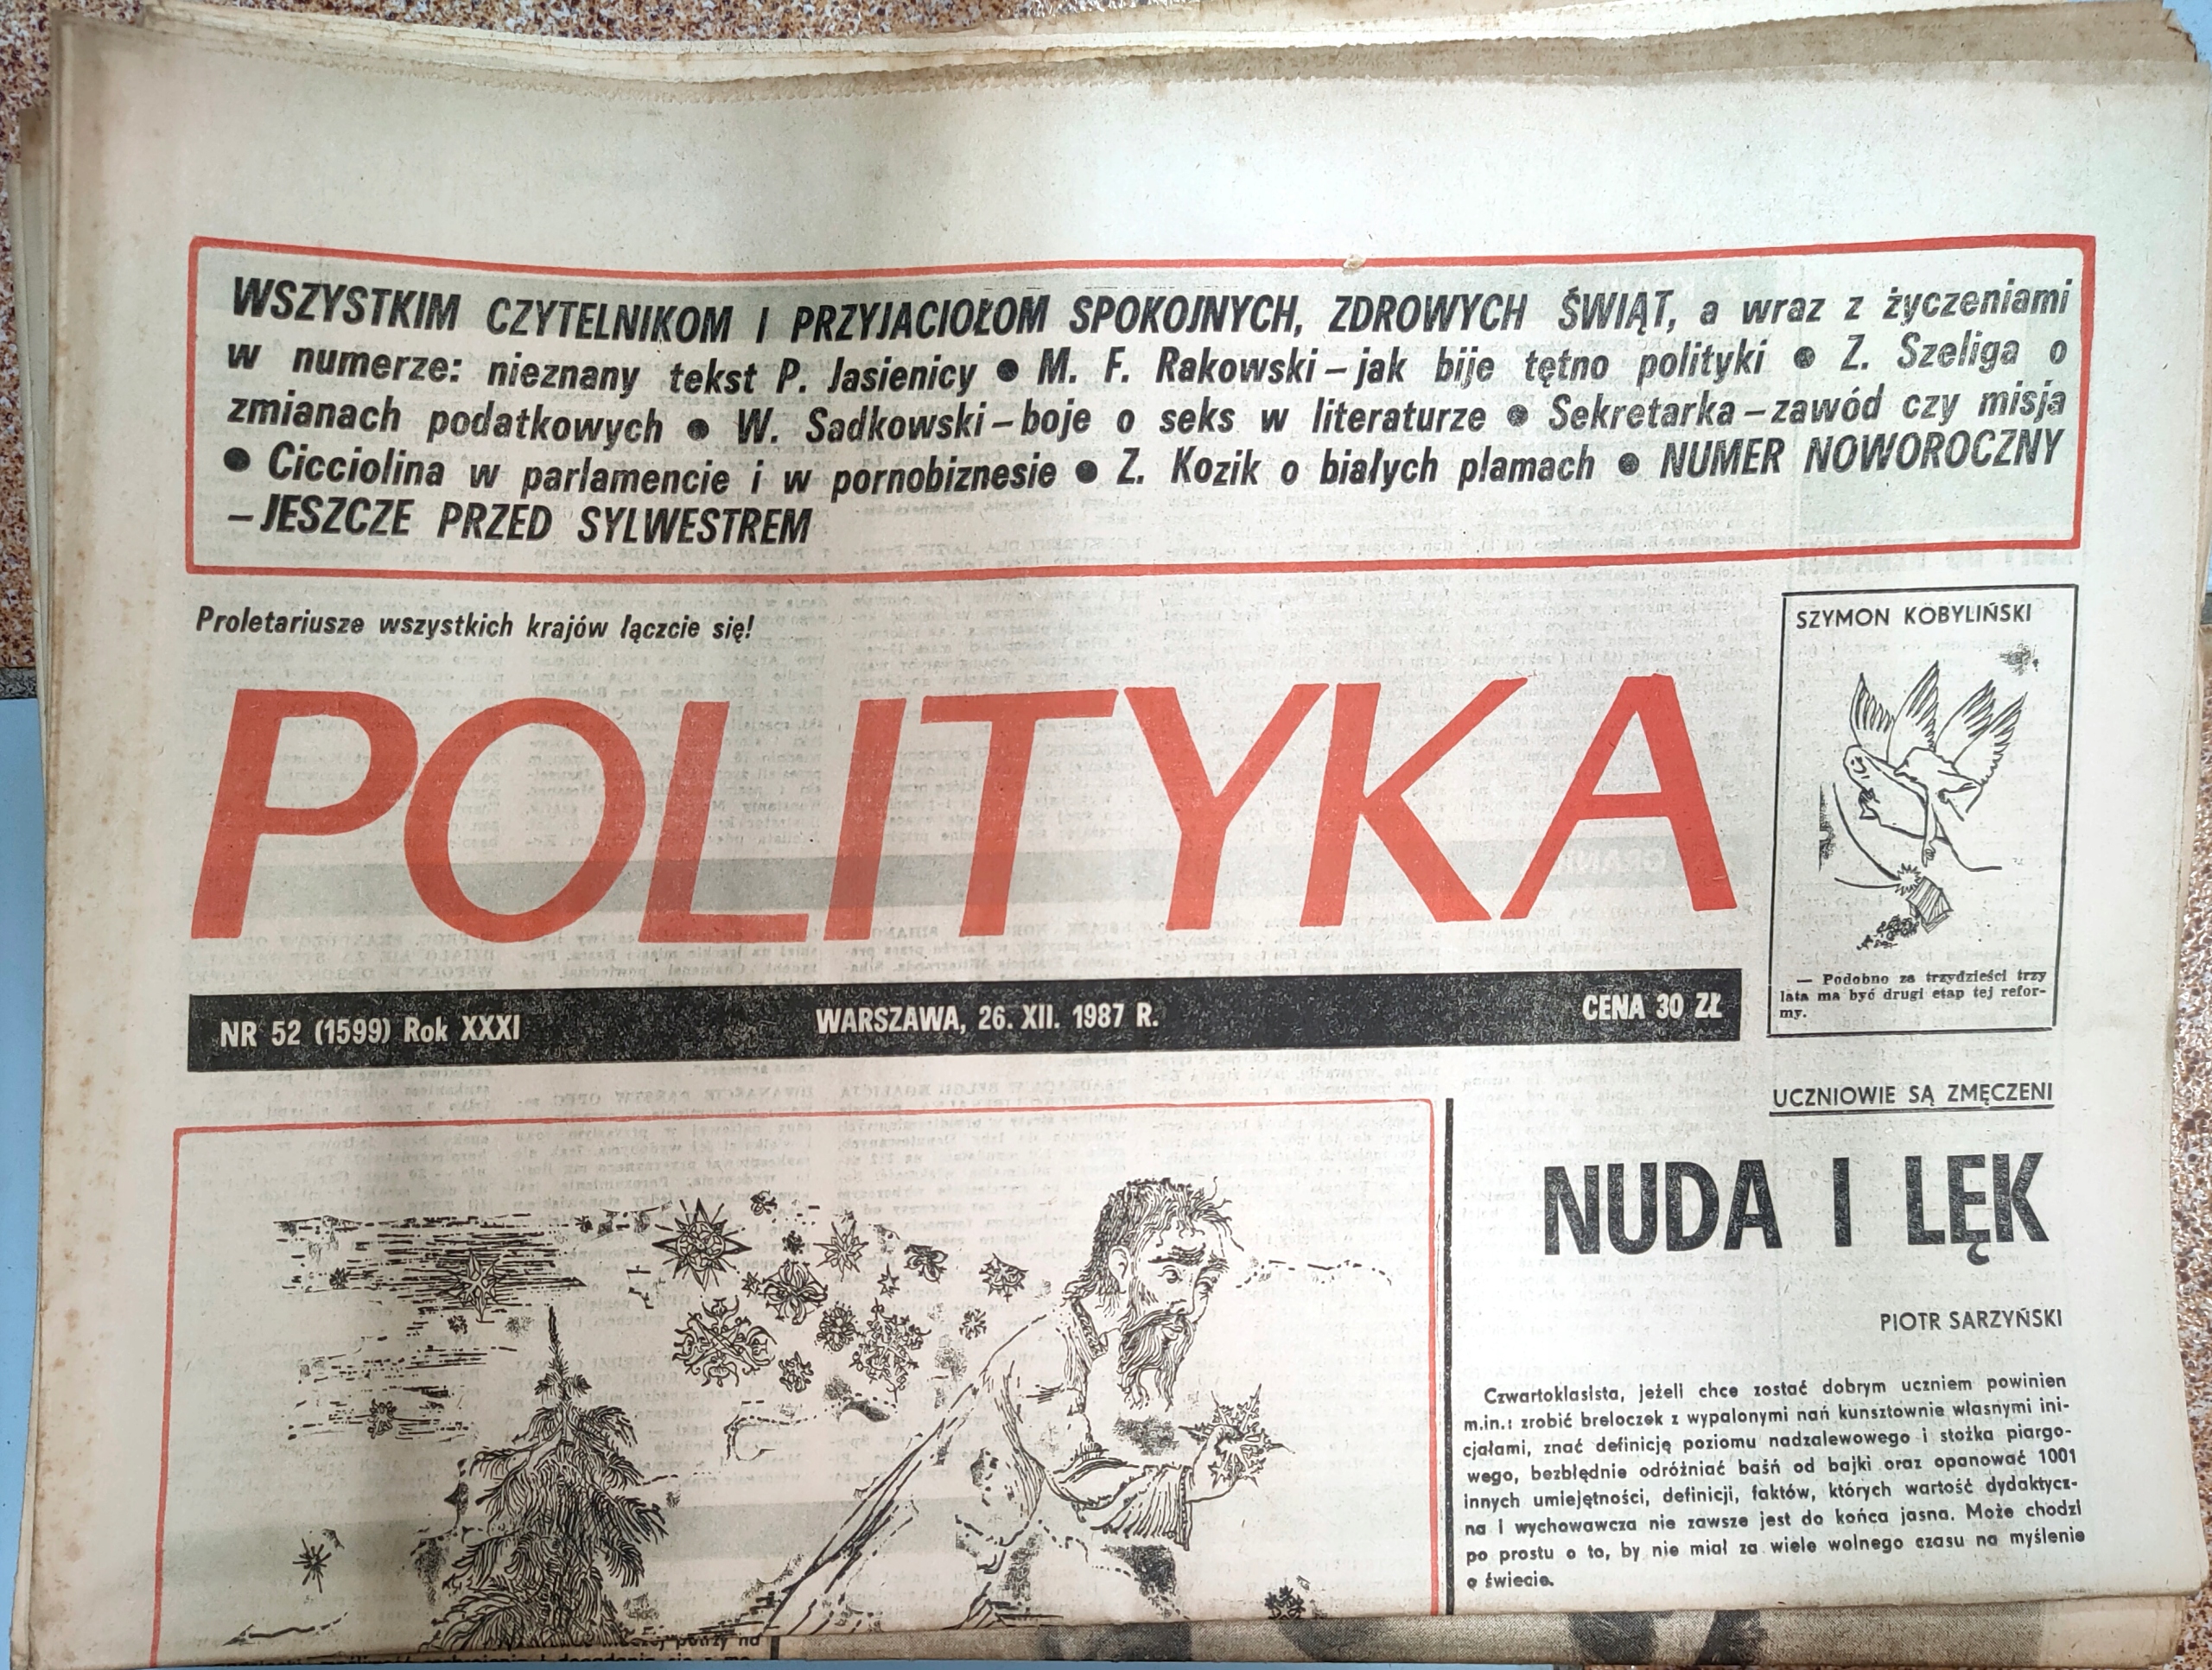 WSZYSTKIM CZYTELNIKOM I PRZYJACIOŁOM SPOKOJNYCH, ZDROWYCH ŚWIĄT, a wraz z życzeniami
w numerze: nieznany tekst P. Jasienicy ● M. F. Rakowski – jak bije tętno polityki ● Z. Szeliga o
zmianach podatkowych ● W. Sadkowski – boje o seks w literaturze ● Sekretarka – zawód czy misja
● Cicciolina w parlamencie i w pornobiznesie ● Z. Kozik o białych plamach ● NUMER NOWOROCZNY
– JESZCZE PRZED SYLWESTREM
Proletariusze wszystkich krajów łączcie się!
POLITYKA
NR 52 (1599) Rok XXXI WARSZAWA, 26. XII. 1987 R. CENA 30 ZŁ
SZYMON KOBYLIŃSKI
— Podobno za trzydzieści trzy
lata ma być drugi etap tej refor-
my.
UCZNIOWIE SĄ ZMĘCZENI
NUDA I LĘK
PIOTR SARZYŃSKI
Czwartoklasista, jeżeli chce zostać dobrym uczniem powinien
m.in.: zrobić breloczek z wypalonymi nań kunsztownie własnymi ini-
cjałami, znać definicję poziomu nadzalewowego i stożka piargo-
wego, bezbłędnie odróżniać baśń od bajki oraz opanować 1001
innych umiejętności, definicji, faktów, których wartość dydaktycz-
na i wychowawcza nie zawsze jest do końca jasna. Może chodzi
po prostu o to, by nie miał za wiele wolnego czasu na myślenie
o świecie.